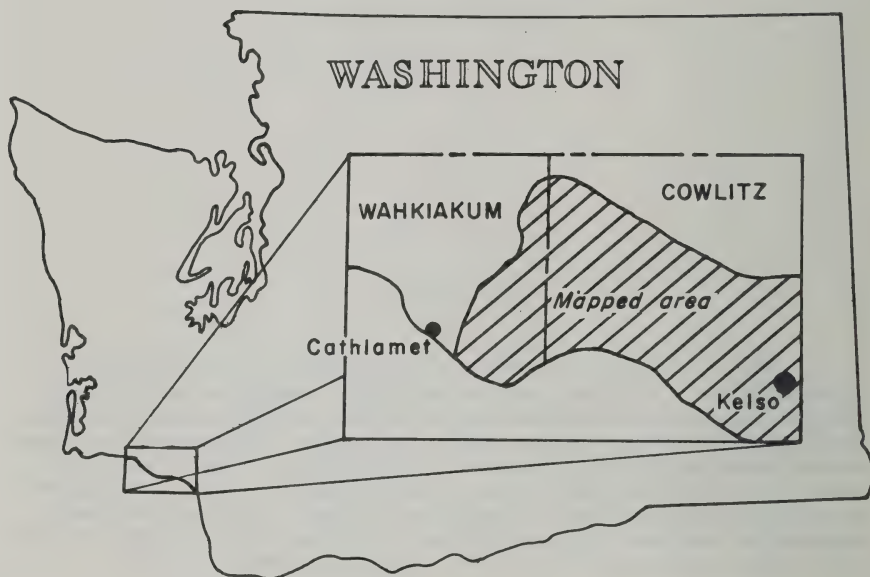 WASHINGTON
WAHKIAKUM
COWLITZ
Mapped area
Cathlamet
Kelso